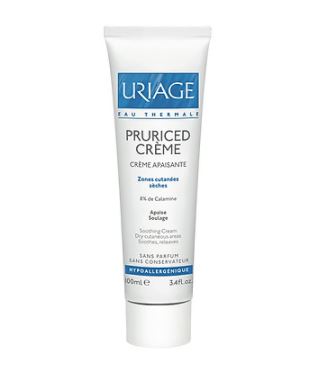 URIAGE
EAU THERMALE
PRURICED
CRÈME
CRÈME APAISANTE
Zones cutanées
sèches
8% de Calamine
Apaise
Soulage
Soothing Cream
Dry cutaneous areas
Soothes, releaves
SANS PARFUM
SANS CONSERVATEUR
HYPOALLERGÉNIQUE
100ml e 3.4fl.oz.